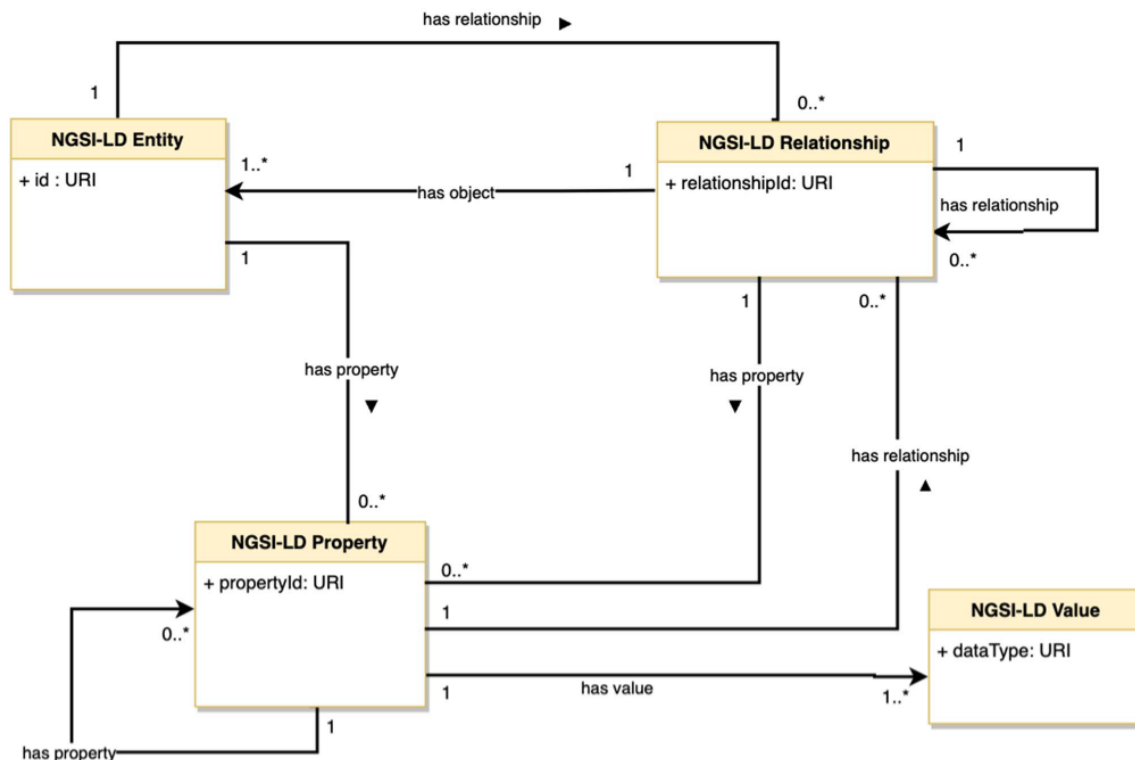 has relationship ►
1
0..*
NGSI-LD Entity
+ id : URI
NGSI-LD Relationship
+ relationshipId: URI
1..*
has object
1
1
has relationship
0..*
1
1
0..*
has property
▼
has property
▼
has relationship
▲
0..*
NGSI-LD Property
+ propertyId: URI
0..*
0..*
1
NGSI-LD Value
+ dataType: URI
1
has value
1..*
1
has property